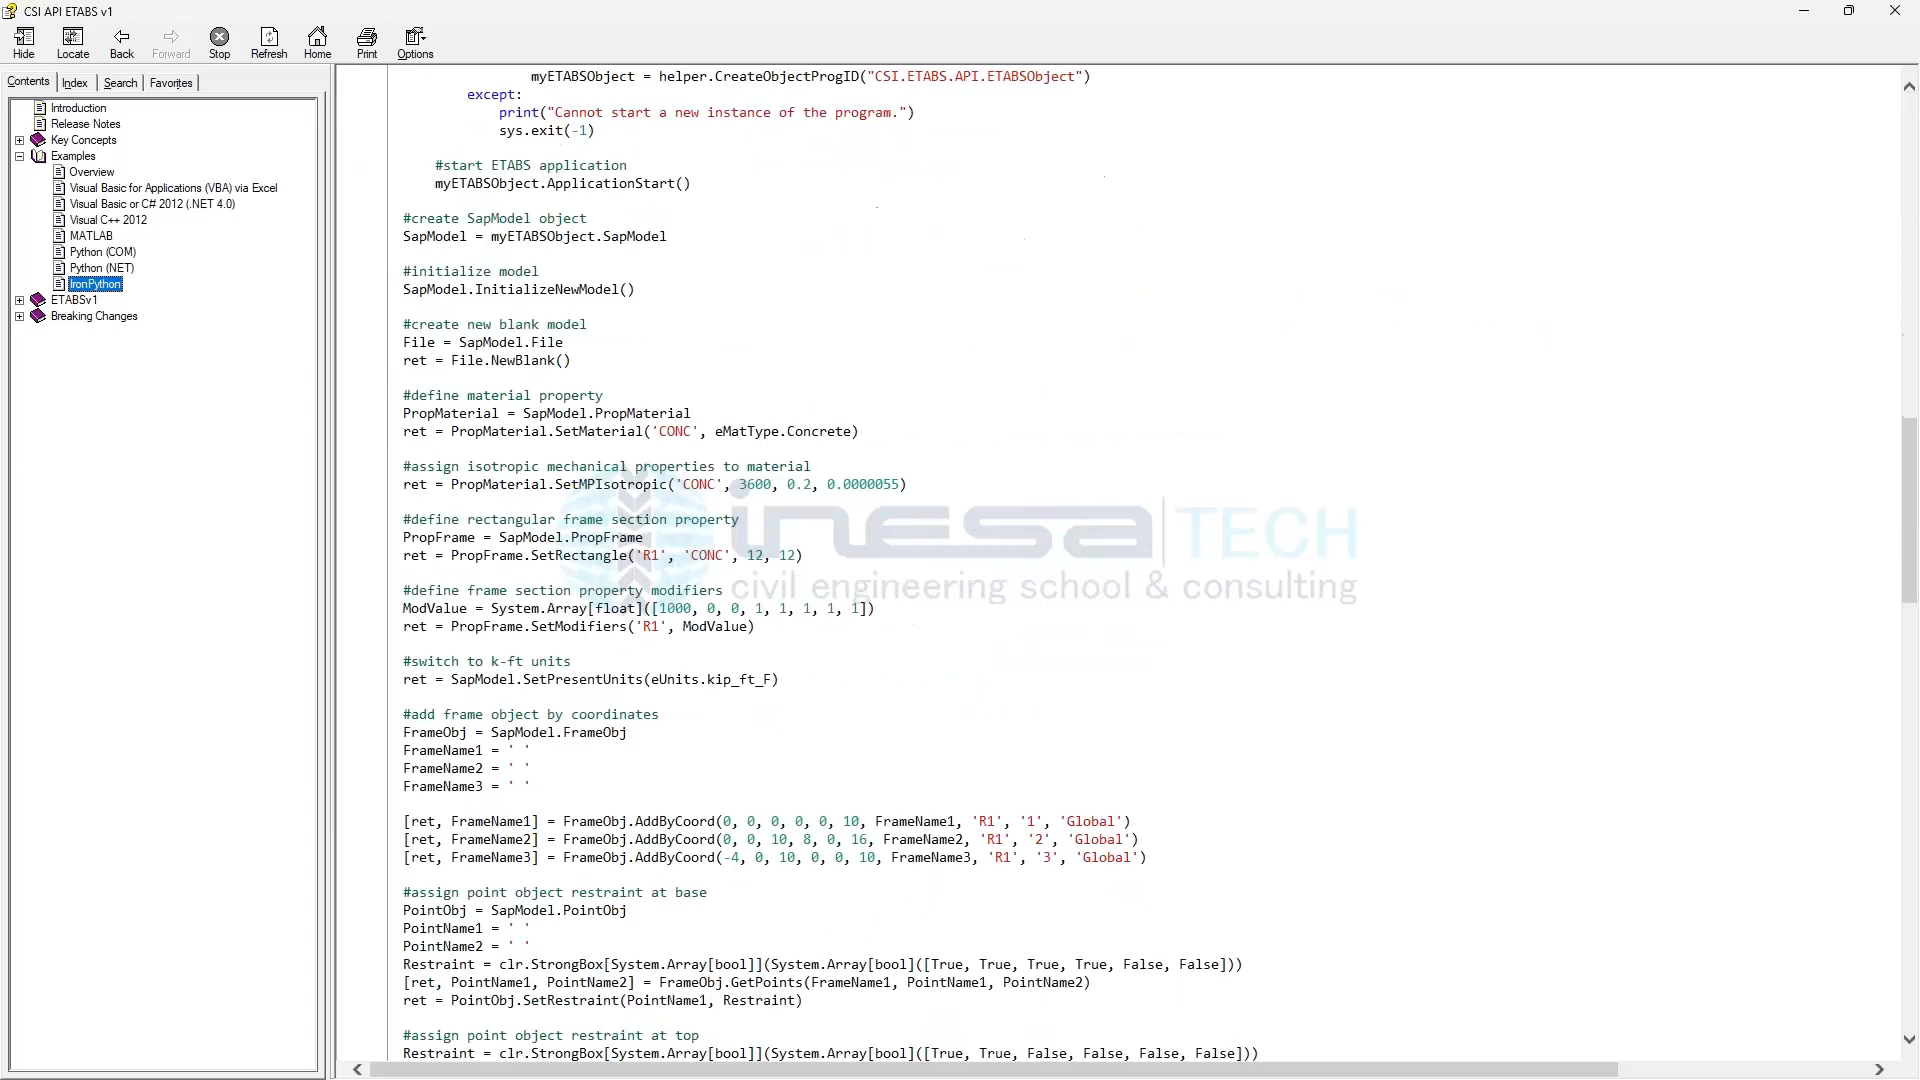 CSI API ETABS v1
Hide Locate Back Forward Stop Refresh Home Print Options
Contents Index Search Favorites
Introduction
Release Notes
Key Concepts
Examples
Overview
Visual Basic for Applications (VBA) via Excel
Visual Basic or C# 2012 (.NET 4.0)
Visual C++ 2012
MATLAB
Python (COM)
Python (NET)
IronPython
ETABSv1
Breaking Changes
myETABSObject = helper.CreateObjectProgID("CSI.ETABS.API.ETABSObject")
except:
print("Cannot start a new instance of the program.")
sys.exit(-1)
#start ETABS application
myETABSObject.ApplicationStart()
#create SapModel object
SapModel = myETABSObject.SapModel
#initialize model
SapModel.InitializeNewModel()
#create new blank model
File = SapModel.File
ret = File.NewBlank()
#define material property
PropMaterial = SapModel.PropMaterial
ret = PropMaterial.SetMaterial('CONC', eMatType.Concrete)
#assign isotropic mechanical properties to material
ret = PropMaterial.SetMPIsotropic('CONC', 3600, 0.2, 0.0000055)
#define rectangular frame section property
PropFrame = SapModel.PropFrame
ret = PropFrame.SetRectangle('R1', 'CONC', 12, 12)
#define frame section property modifiers
ModValue = System.Array[float]([1000, 0, 0, 1, 1, 1, 1, 1])
ret = PropFrame.SetModifiers('R1', ModValue)
#switch to k-ft units
ret = SapModel.SetPresentUnits(eUnits.kip_ft_F)
#add frame object by coordinates
FrameObj = SapModel.FrameObj
FrameName1 = ' '
FrameName2 = ' '
FrameName3 = ' '
[ret, FrameName1] = FrameObj.AddByCoord(0, 0, 0, 0, 0, 10, FrameName1, 'R1', '1', 'Global')
[ret, FrameName2] = FrameObj.AddByCoord(0, 0, 10, 8, 0, 16, FrameName2, 'R1', '2', 'Global')
[ret, FrameName3] = FrameObj.AddByCoord(-4, 0, 10, 0, 0, 10, FrameName3, 'R1', '3', 'Global')
#assign point object restraint at base
PointObj = SapModel.PointObj
PointName1 = ' '
PointName2 = ' '
Restraint = clr.StrongBox[System.Array[bool]](System.Array[bool]([True, True, True, True, False, False]))
[ret, PointName1, PointName2] = FrameObj.GetPoints(FrameName1, PointName1, PointName2)
ret = PointObj.SetRestraint(PointName1, Restraint)
#assign point object restraint at top
Restraint = clr.StrongBox[System.Array[bool]](System.Array[bool]([True, True, False, False, False, False]))
inesa TECH
civil engineering school & consulting